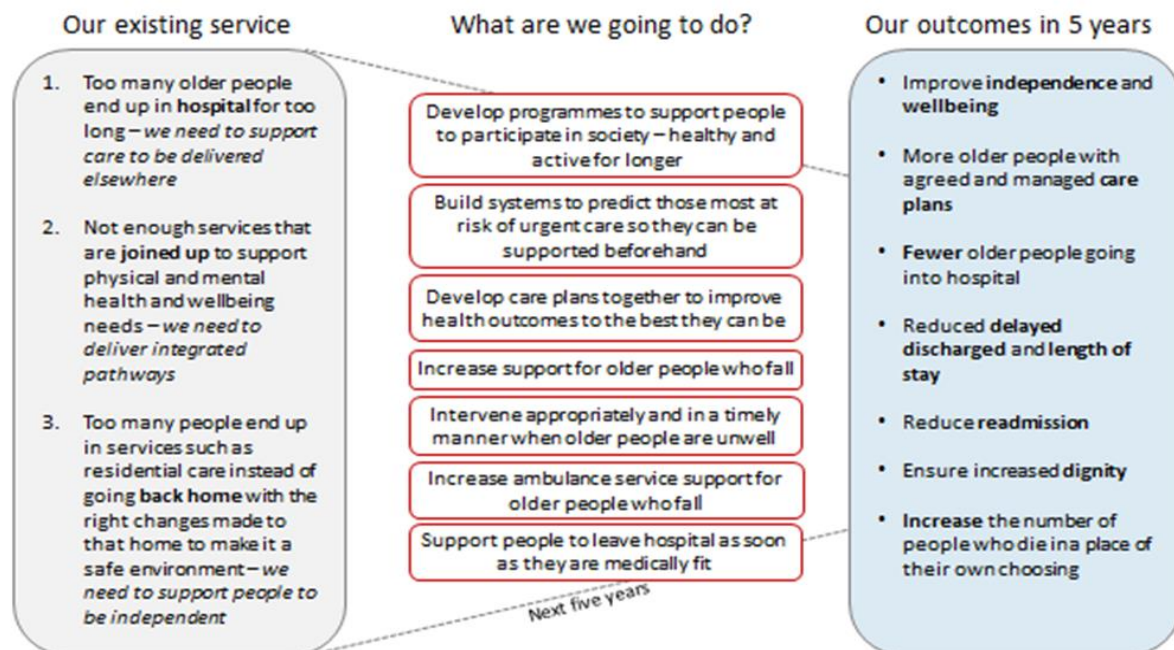 Our existing service
1. Too many older people
end up in hospital for too
long – we need to support
care to be delivered
elsewhere
2. Not enough services that
are joined up to support
physical and mental
health and wellbeing
needs – we need to
deliver integrated
pathways
3. Too many people end up
in services such as
residential care instead of
going back home with the
right changes made to
that home to make it a
safe environment – we
need to support people to
be independent
What are we going to do?
Develop programmes to support people
to participate in society – healthy and
active for longer
Build systems to predict those most at
risk of urgent care so they can be
supported beforehand
Develop care plans together to improve
health outcomes to the best they can be
Increase support for older people who fall
Intervene appropriately and in a timely
manner when older people are unwell
Increase ambulance service support for
older people who fall
Support people to leave hospital as soon
as they are medically fit
Next five years
Our outcomes in 5 years
• Improve independence and
wellbeing
• More older people with
agreed and managed care
plans
• Fewer older people going
into hospital
• Reduced delayed
discharged and length of
stay
• Reduce readmission
• Ensure increased dignity
• Increase the number of
people who die in a place of
their own choosing